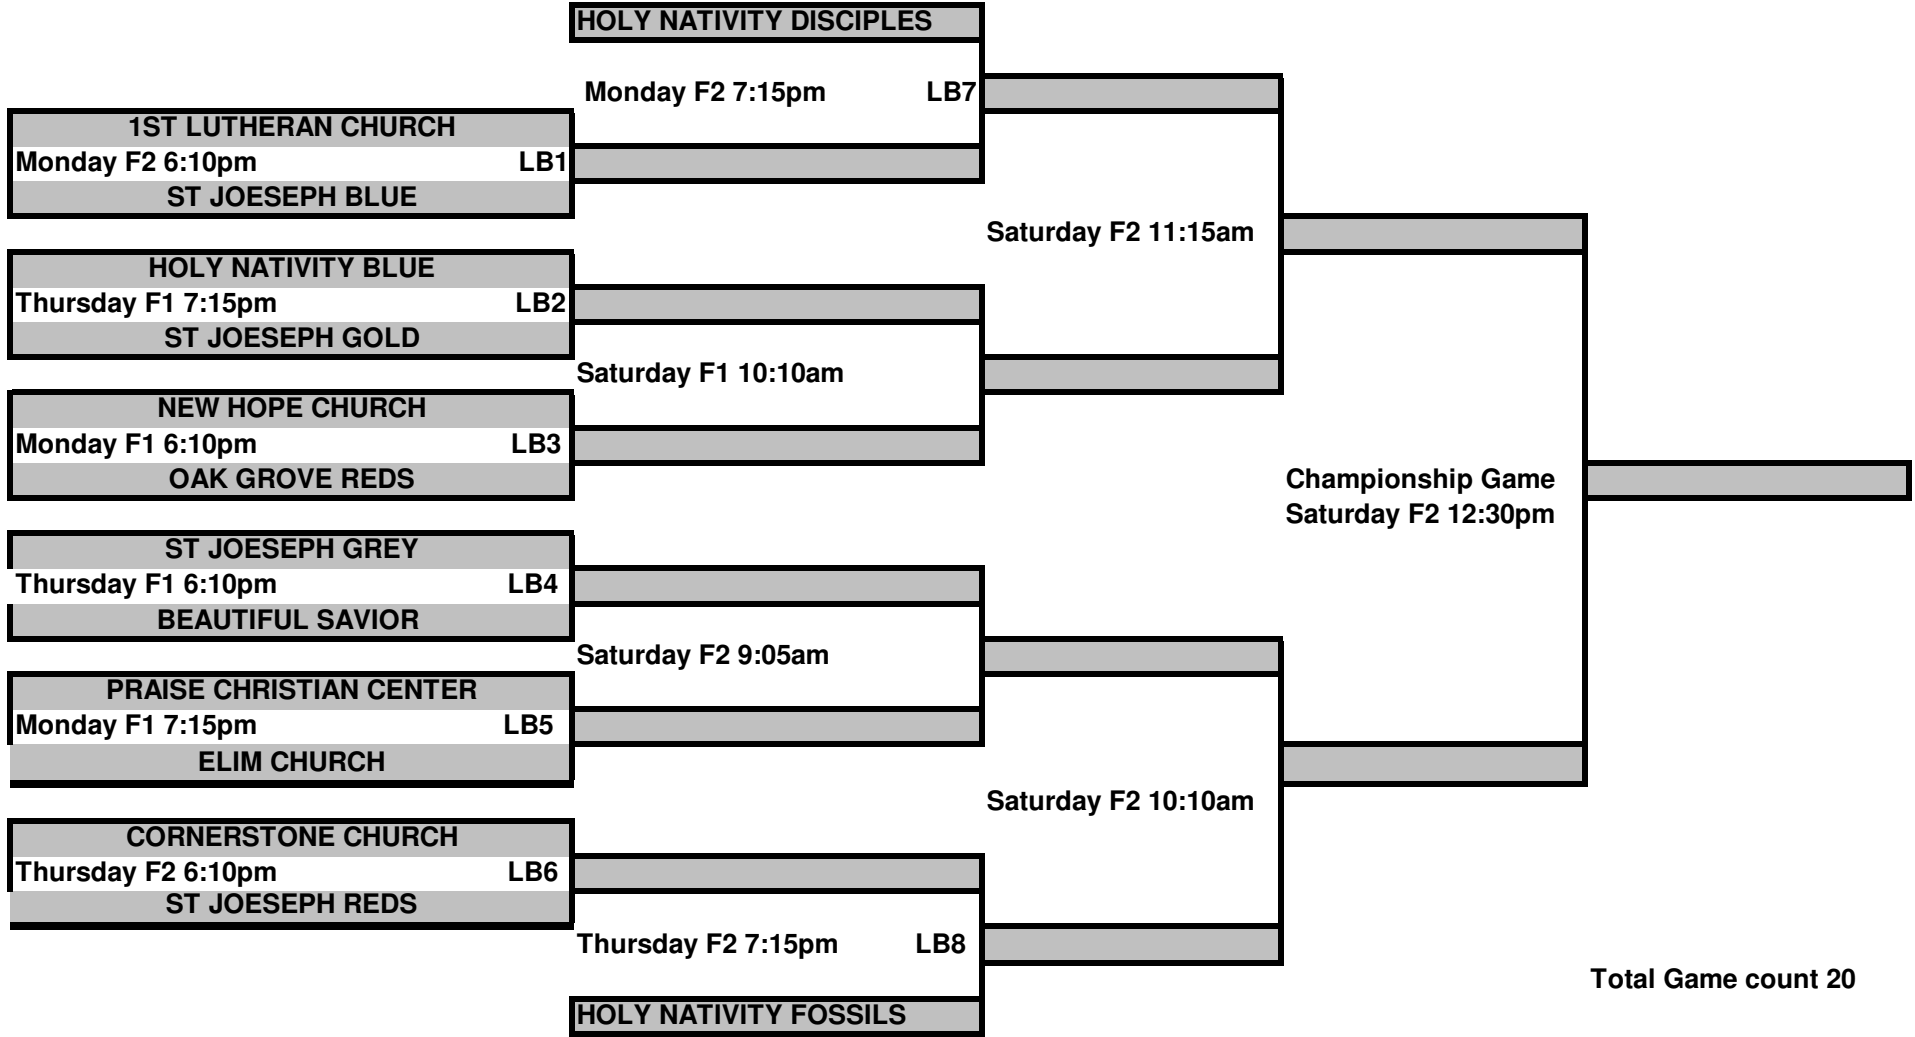 HOLY NATIVITY DISCIPLES
Monday F2 7:15pm LB7
1ST LUTHERAN CHURCH
Monday F2 6:10pm LB1
ST JOESEPH BLUE
Saturday F2 11:15am
HOLY NATIVITY BLUE
Thursday F1 7:15pm LB2
ST JOESEPH GOLD
Saturday F1 10:10am
NEW HOPE CHURCH
Monday F1 6:10pm LB3
OAK GROVE REDS
Championship Game
Saturday F2 12:30pm
ST JOESEPH GREY
Thursday F1 6:10pm LB4
BEAUTIFUL SAVIOR
Saturday F2 9:05am
PRAISE CHRISTIAN CENTER
Monday F1 7:15pm LB5
ELIM CHURCH
Saturday F2 10:10am
CORNERSTONE CHURCH
Thursday F2 6:10pm LB6
ST JOESEPH REDS
Thursday F2 7:15pm LB8
Total Game count 20
HOLY NATIVITY FOSSILS